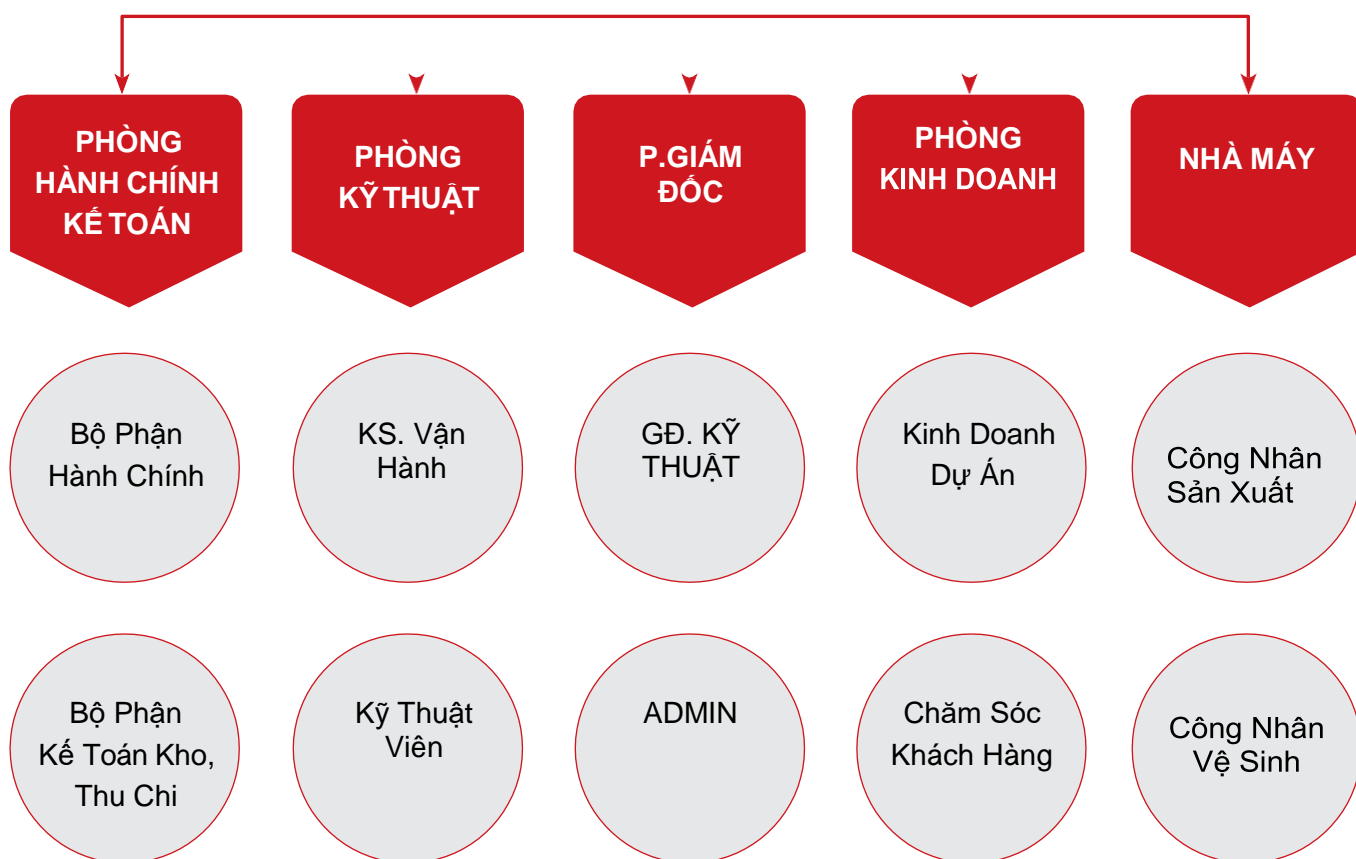 PHÒNG
HÀNH CHÍNH
KẾ TOÁN
PHÒNG
KỸ THUẬT
P.GIÁM
ĐỐC
PHÒNG
KINH DOANH
NHÀ MÁY
Bộ Phận
Hành Chính
KS. Vận
Hành
GĐ. KỸ
THUẬT
Kinh Doanh
Dự Án
Công Nhân
Sản Xuất
Bộ Phận
Kế Toán Kho,
Thu Chi
Kỹ Thuật
Viên
ADMIN
Chăm Sóc
Khách Hàng
Công Nhân
Vệ Sinh